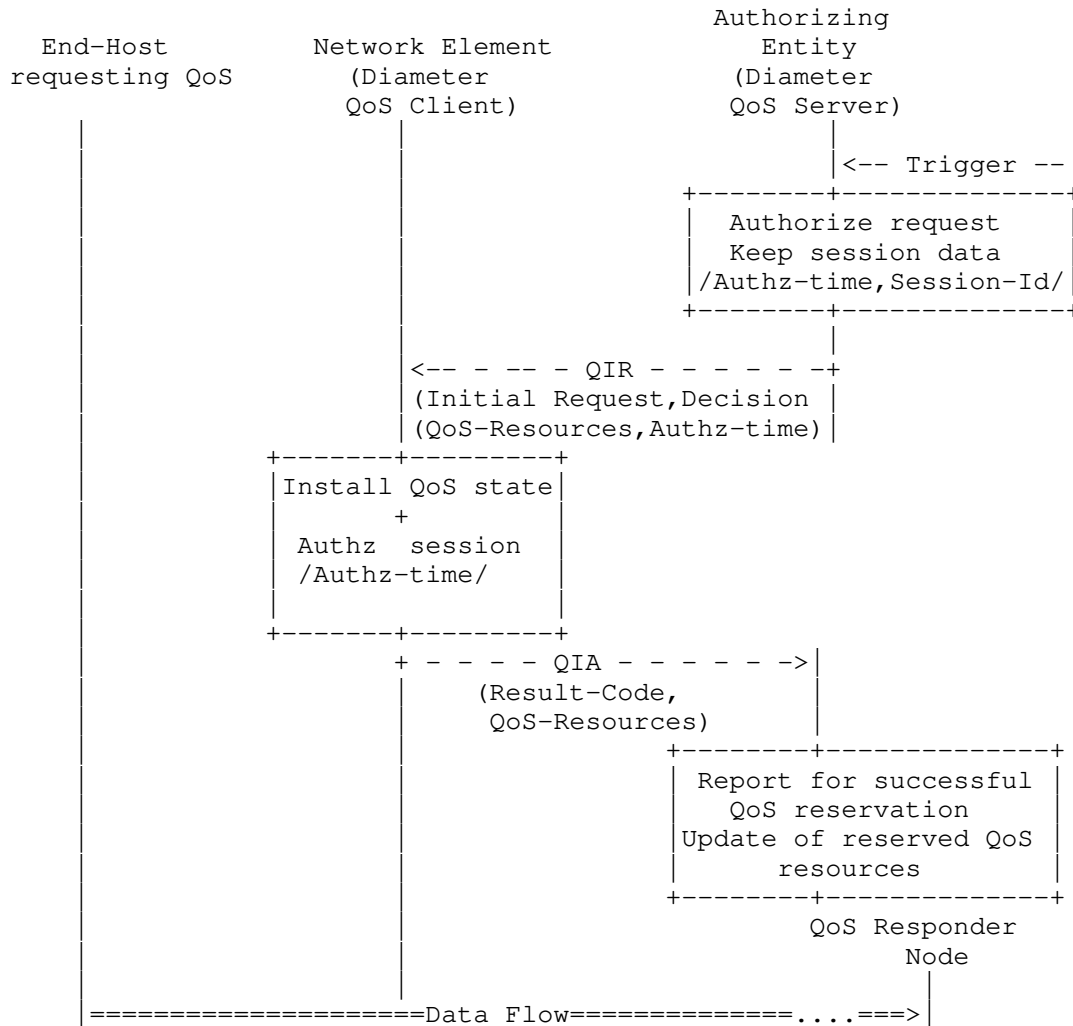 Authorizing
End-Host Network Element Entity
requesting QoS (Diameter (Diameter
QoS Client) QoS Server)
<-- Trigger --
Authorize request
Keep session data
/Authz-time,Session-Id/
<-- - -- - QIR - - - - - -+
(Initial Request,Decision
(QoS-Resources,Authz-time)
Install QoS state
+
Authz session
/Authz-time/
+ - - - - QIA - - - - - ->
(Result-Code,
QoS-Resources)
Report for successful
QoS reservation
Update of reserved QoS
resources
QoS Responder
Node
=====================Data Flow==============....===>